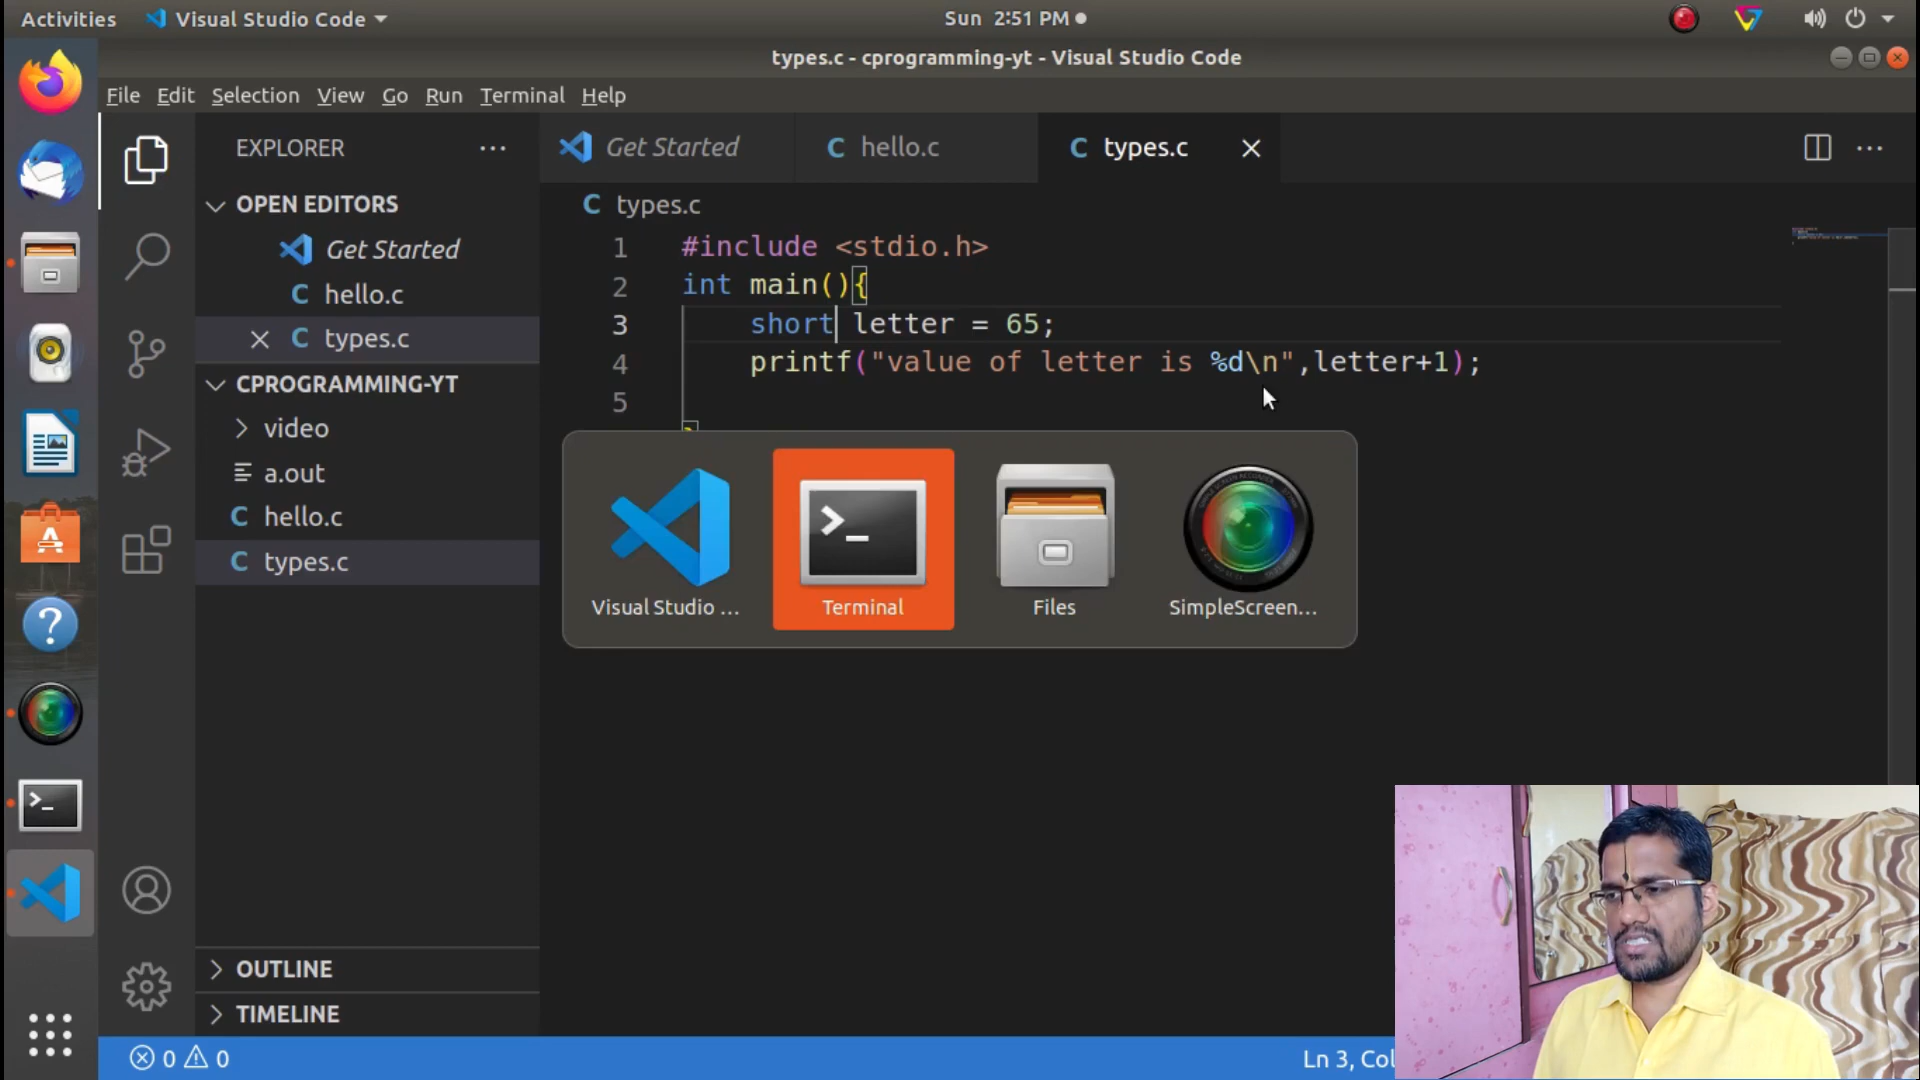 Activities
Visual Studio Code
Sun 2:51 PM
types.c - cprogramming-yt - Visual Studio Code
File Edit Selection View Go Run Terminal Help
EXPLORER
OPEN EDITORS
Get Started
hello.c
types.c
CPROGRAMMING-YT
video
a.out
C hello.c
C types.c
OUTLINE
TIMELINE
Get Started
C hello.c
C types.c
C types.c
1 #include <stdio.h>
2 int main(){
3 short letter = 65;
4 printf("value of letter is %d\n",letter+1);
5
Visual Studio ...
Terminal
Files
SimpleScreen...
0 0
Ln 3, Col